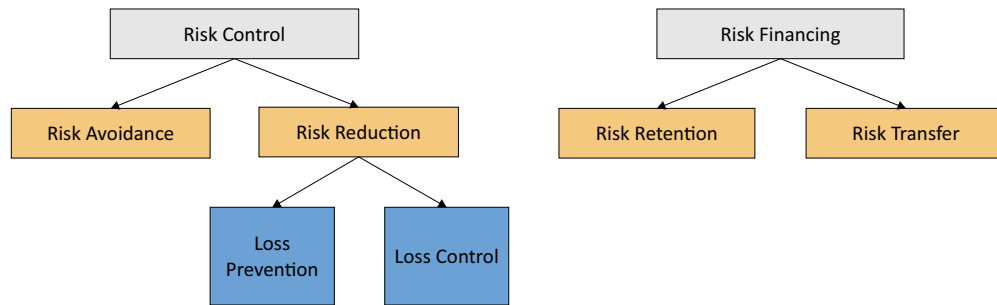 Risk Control
Risk Financing
Risk Avoidance
Risk Reduction
Risk Retention
Risk Transfer
Loss
Prevention
Loss Control